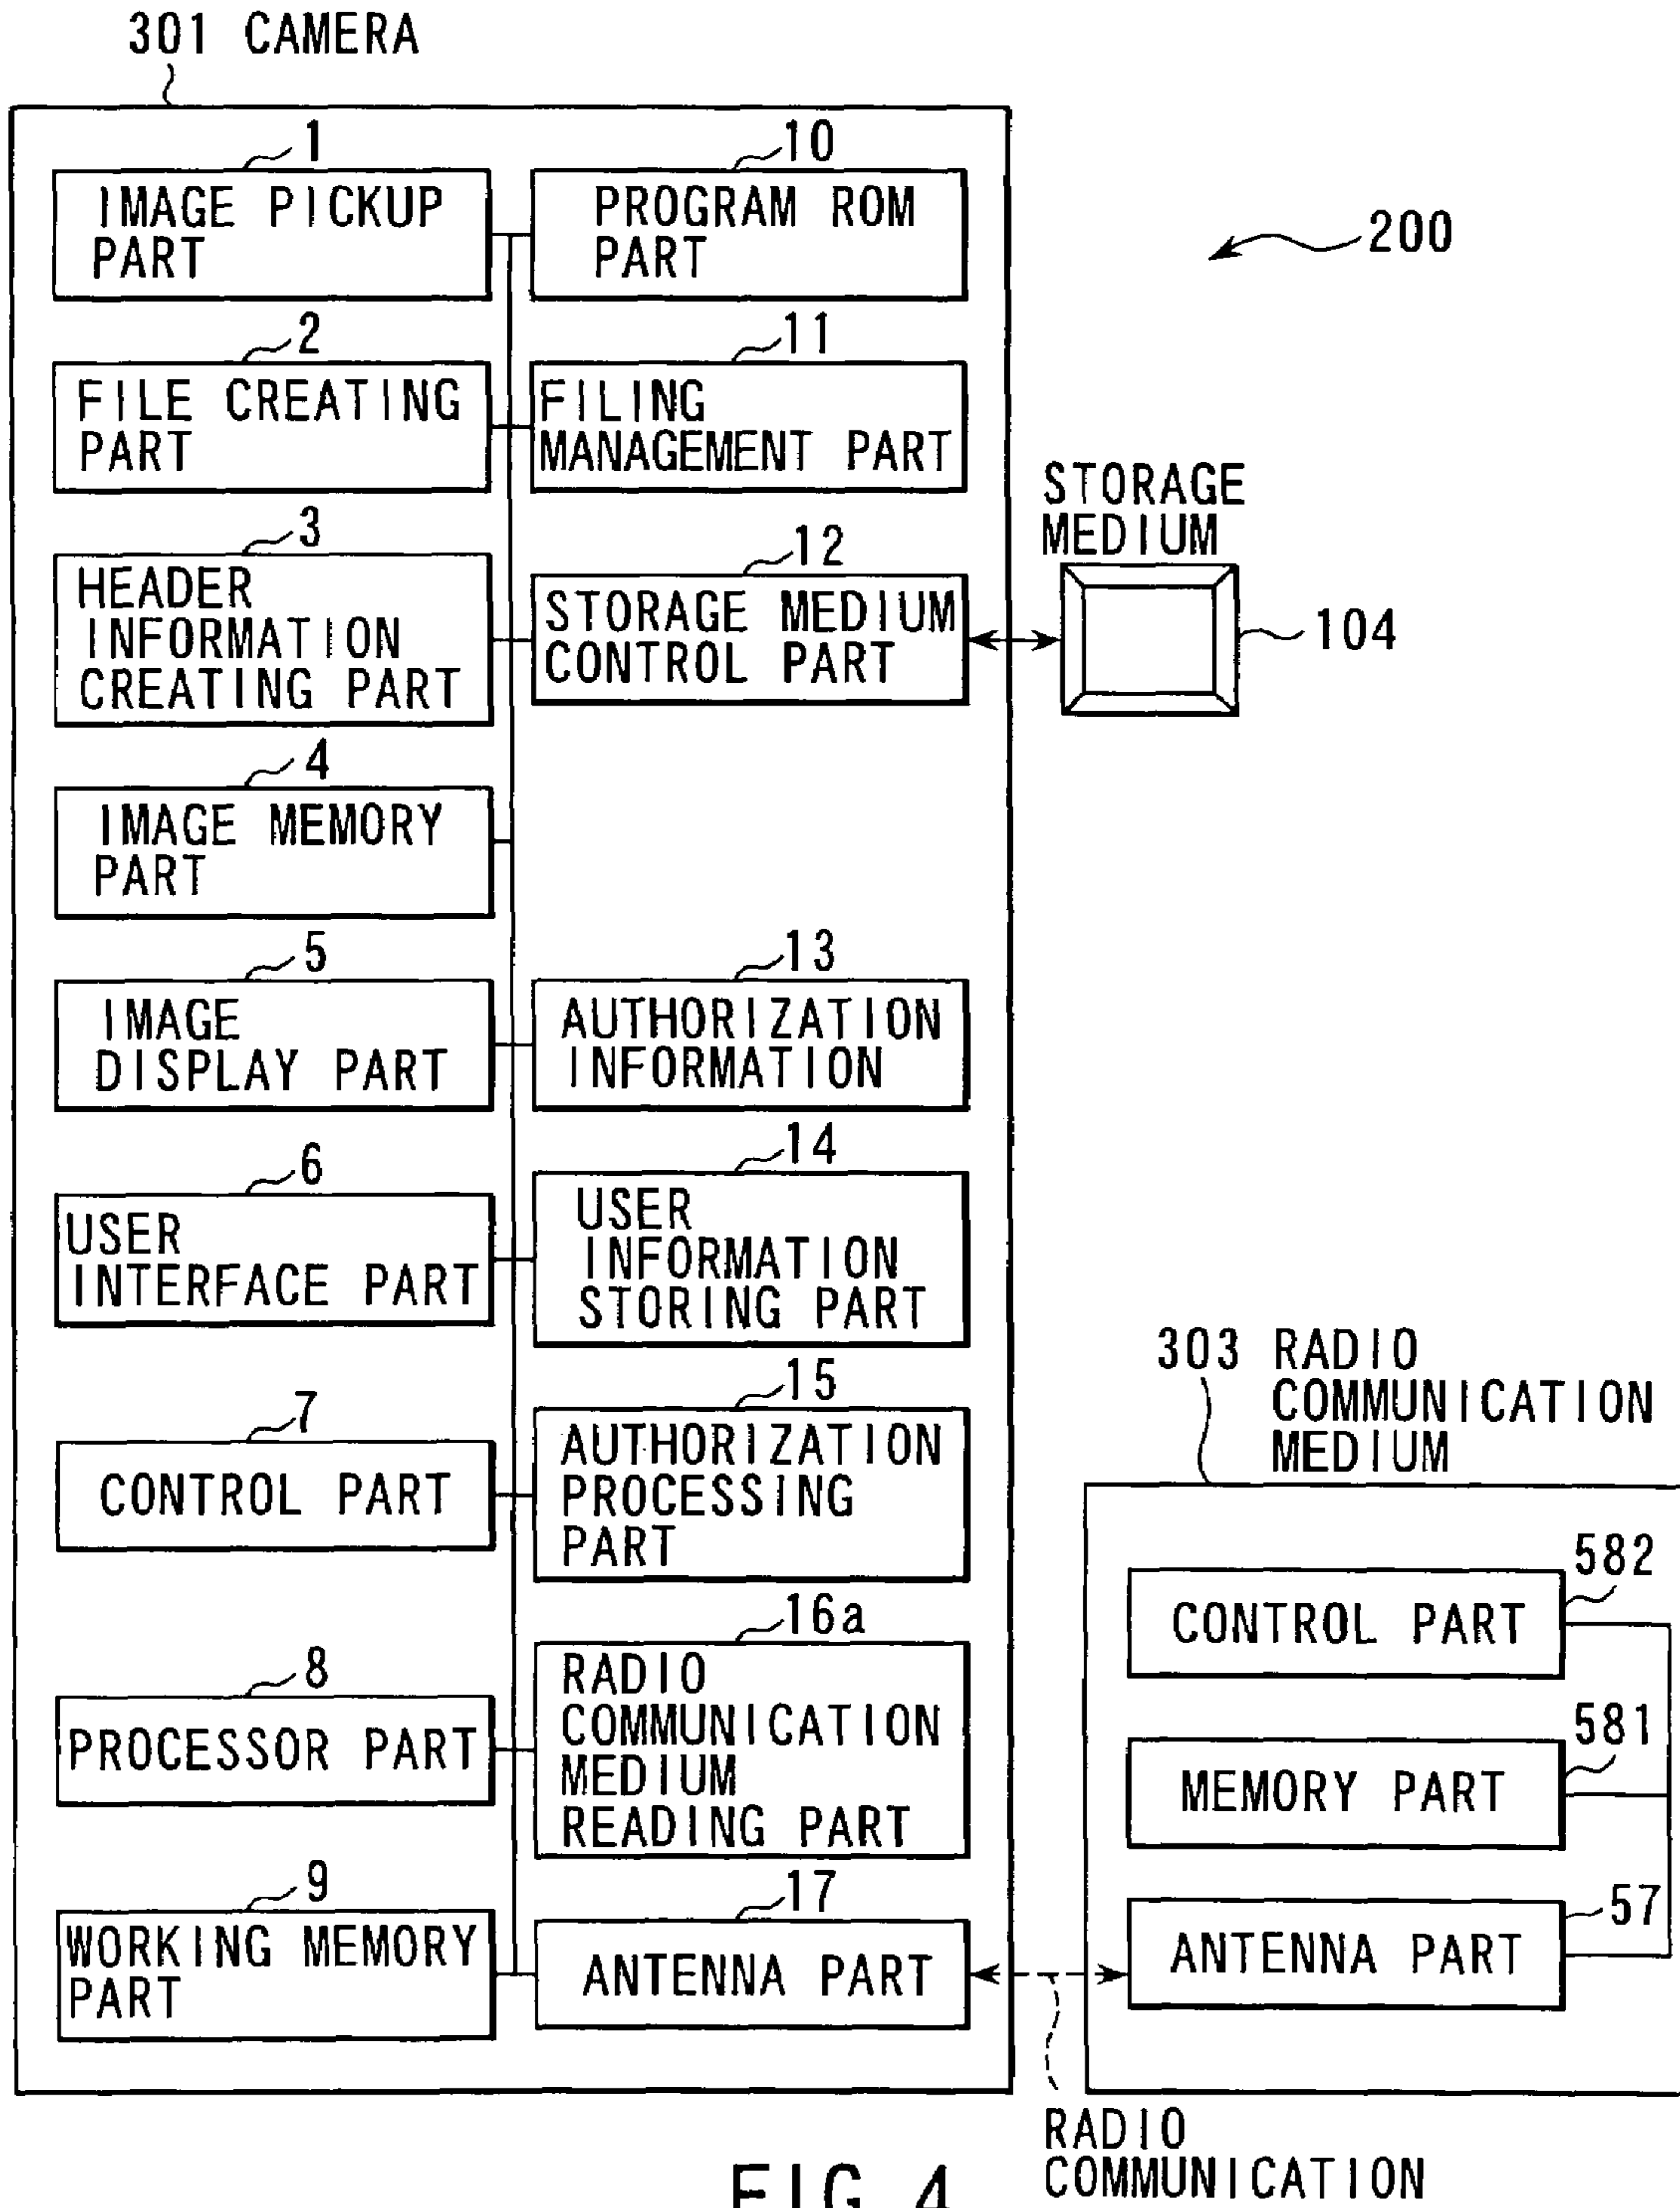 301 CAMERA
1
IMAGE PICKUP
PART
10
PROGRAM ROM
PART
200
2
FILE CREATING
PART
11
FILING
MANAGEMENT PART
3
HEADER
INFORMATION
CREATING PART
12
STORAGE MEDIUM
CONTROL PART
STORAGE
MEDIUM
104
4
IMAGE MEMORY
PART
5
IMAGE
DISPLAY PART
13
AUTHORIZATION
INFORMATION
6
USER
INTERFACE PART
14
USER
INFORMATION
STORING PART
7
CONTROL PART
15
AUTHORIZATION
PROCESSING
PART
8
PROCESSOR PART
16a
RADIO
COMMUNICATION
MEDIUM
READING PART
9
WORKING MEMORY
PART
17
ANTENNA PART
303 RADIO
COMMUNICATION
MEDIUM
582
CONTROL PART
581
MEMORY PART
57
ANTENNA PART
RADIO
COMMUNICATION
FIG. 4